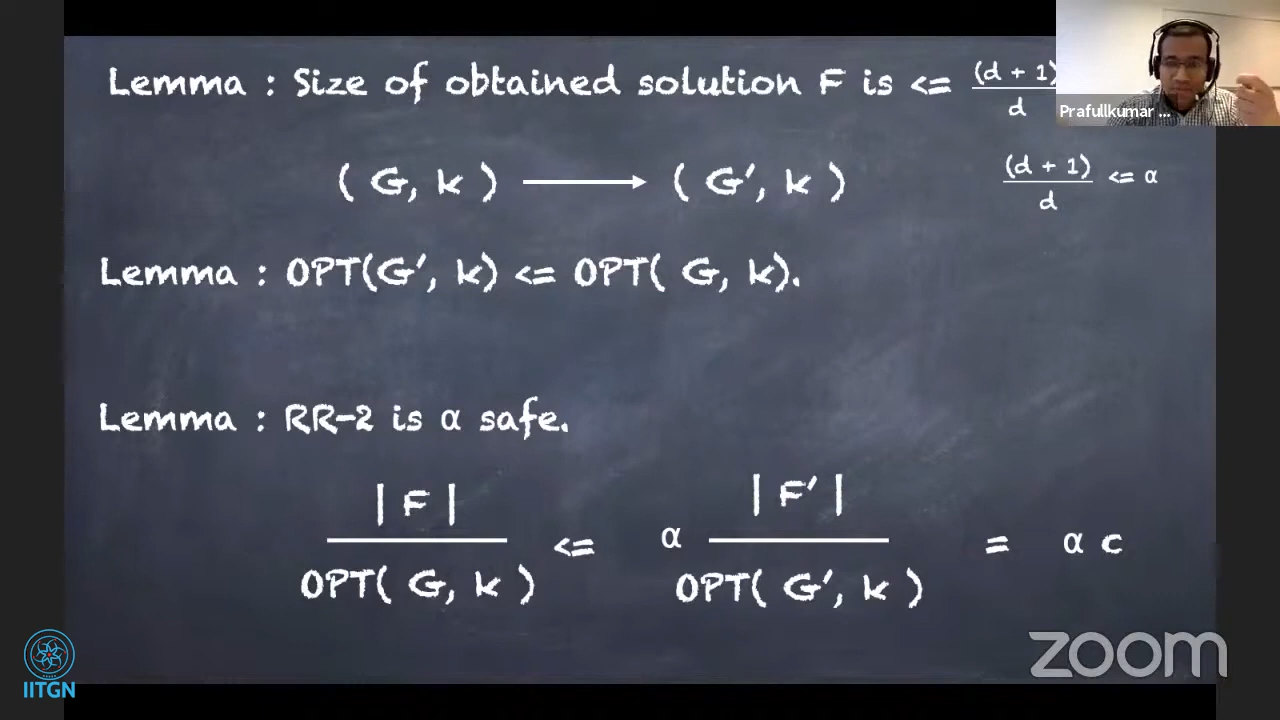 Lemma : Size of obtained solution F is <= (d + 1) / d
Prafullkumar ...
( G, k ) ⟶ ( G', k )
(d + 1) / d <= α
Lemma : OPT(G', k) <= OPT( G, k).
Lemma : RR-2 is α safe.
| F | / OPT( G, k ) <= α | F' | / OPT( G', k ) = α c
zoom
IITGN